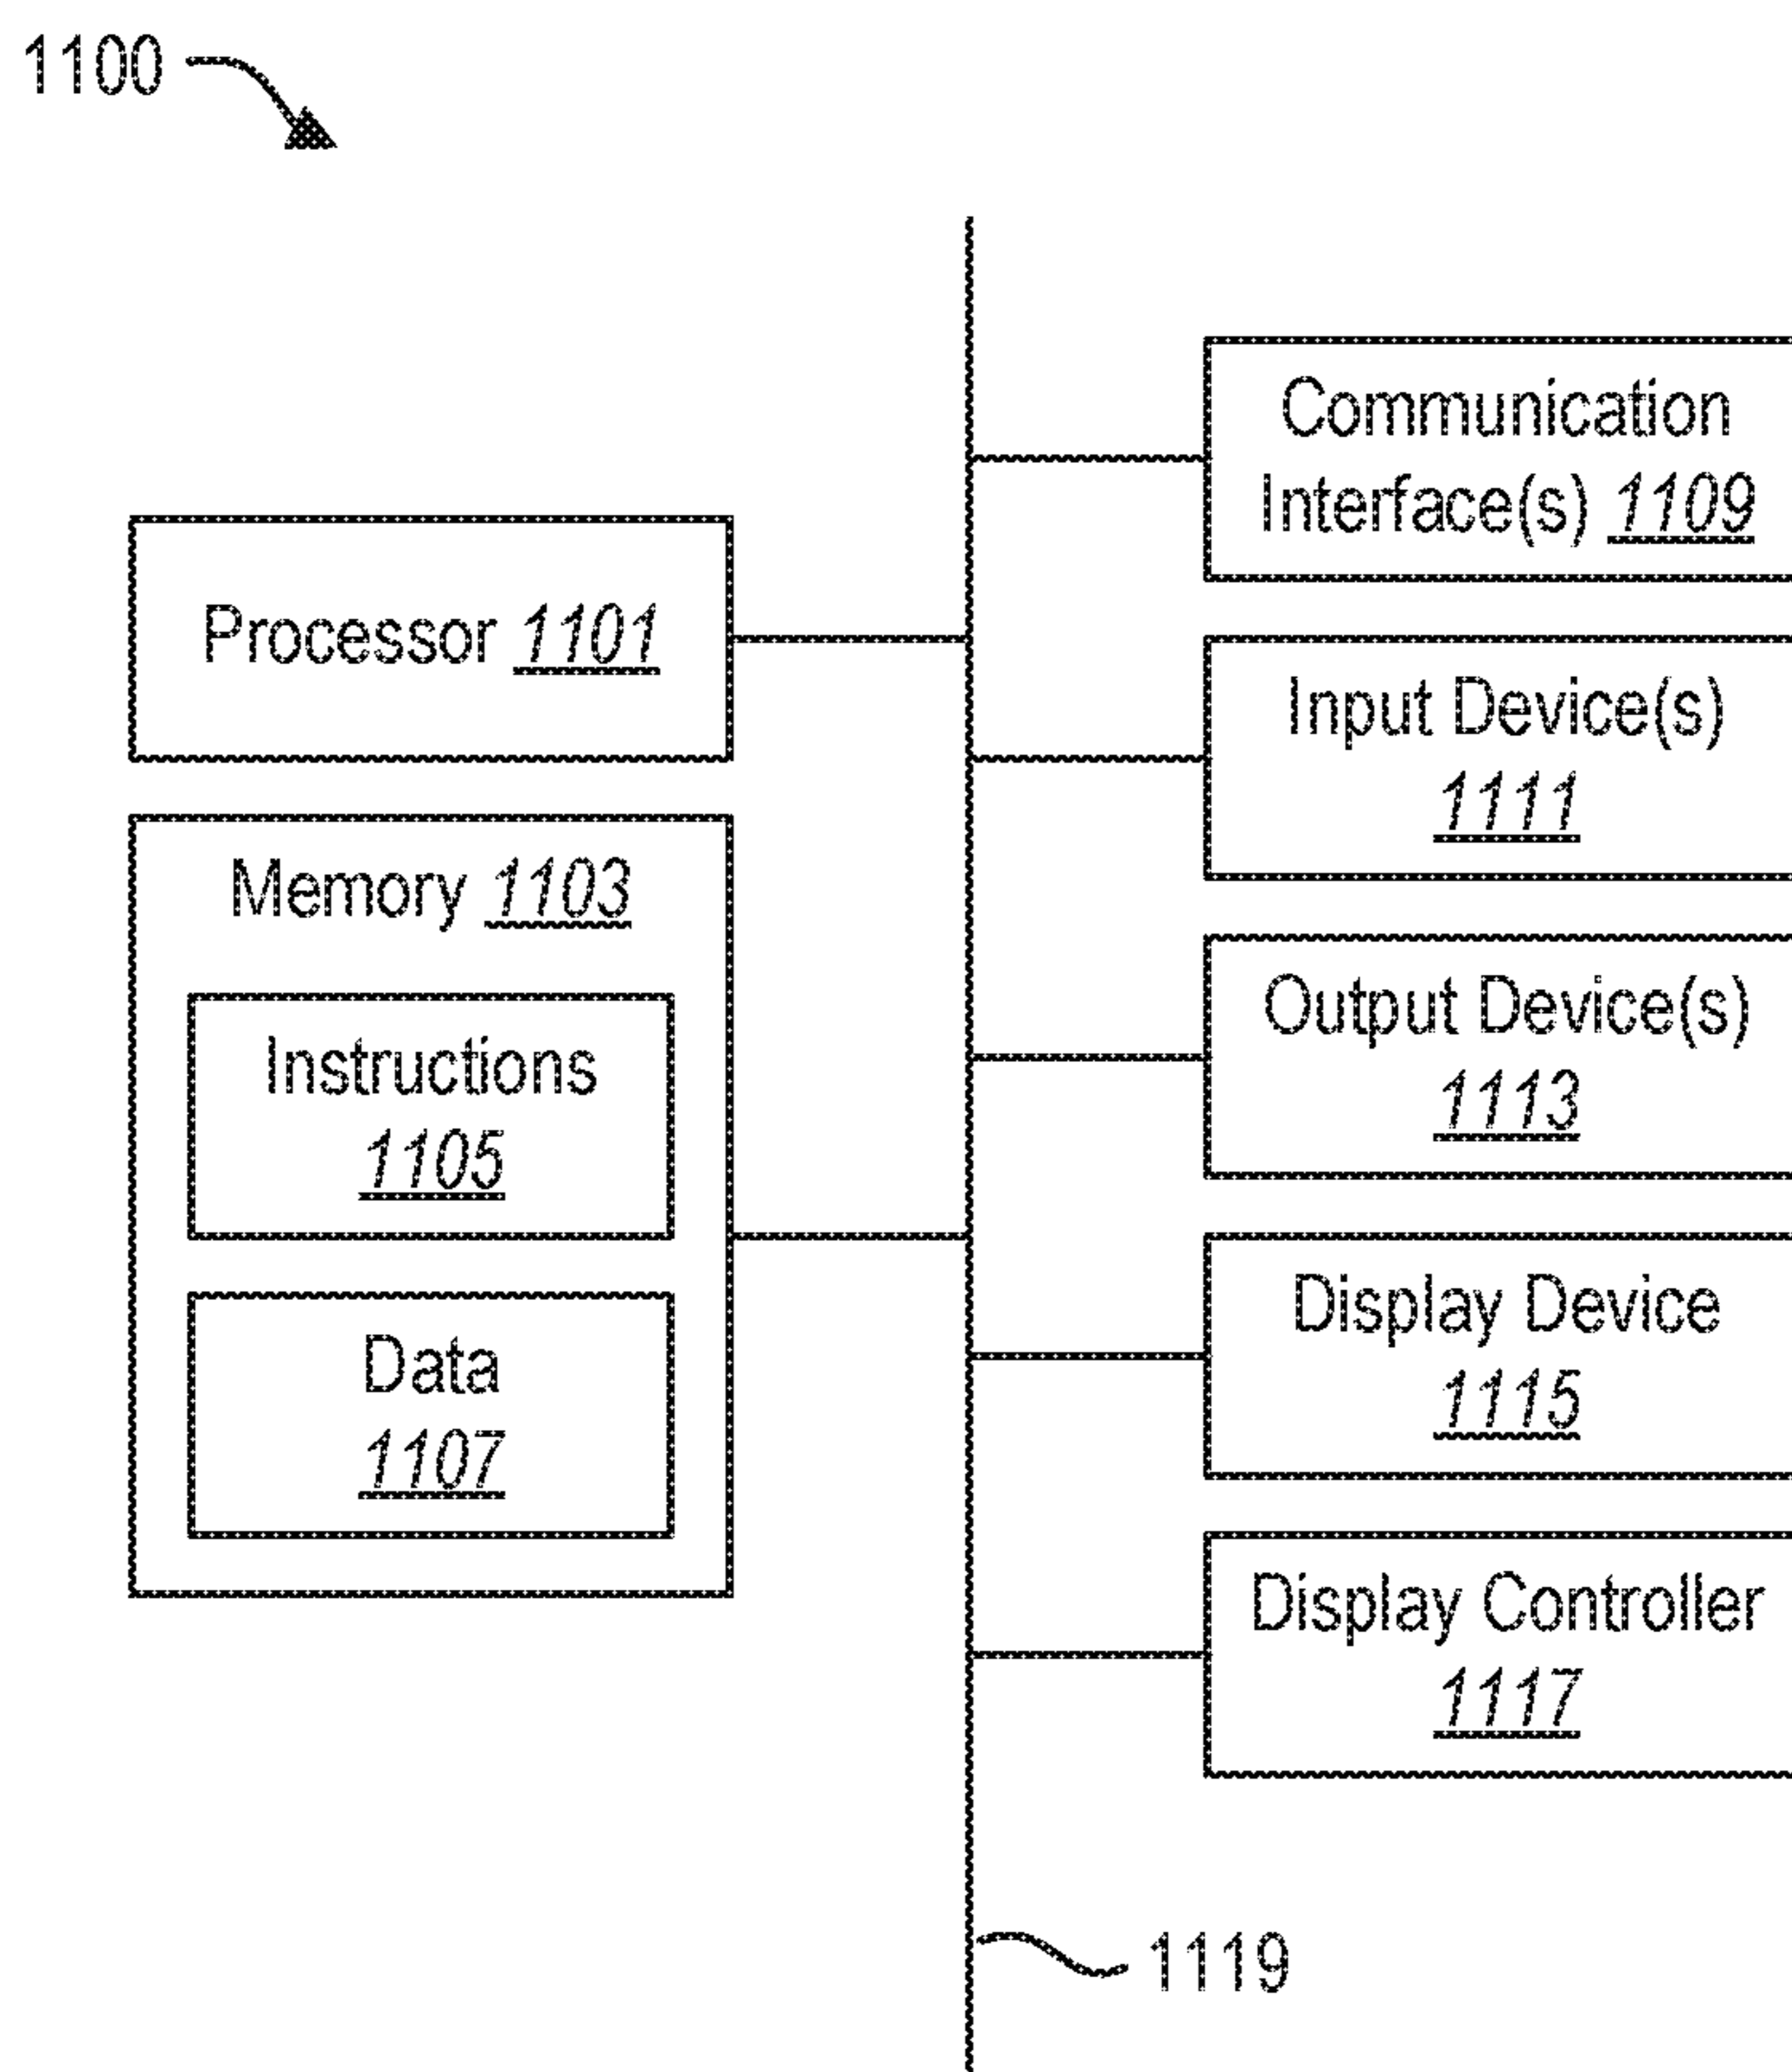 1100
Processor 1101
Memory 1103
Instructions
1105
Data
1107
Communication
Interface(s) 1109
Input Device(s)
1111
Output Device(s)
1113
Display Device
1115
Display Controller
1117
1119